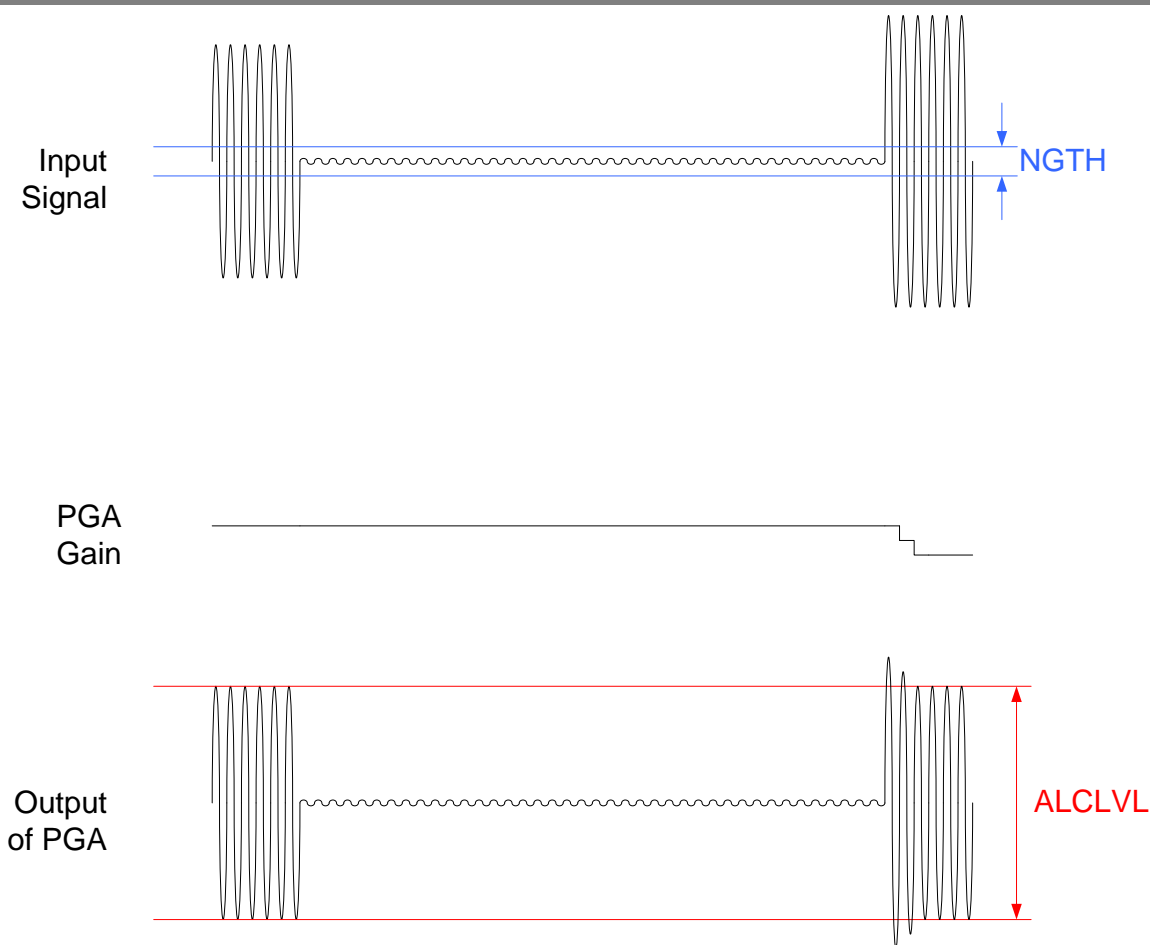 Input
Signal
NGTH
PGA
Gain
Output
of PGA
ALCLVL